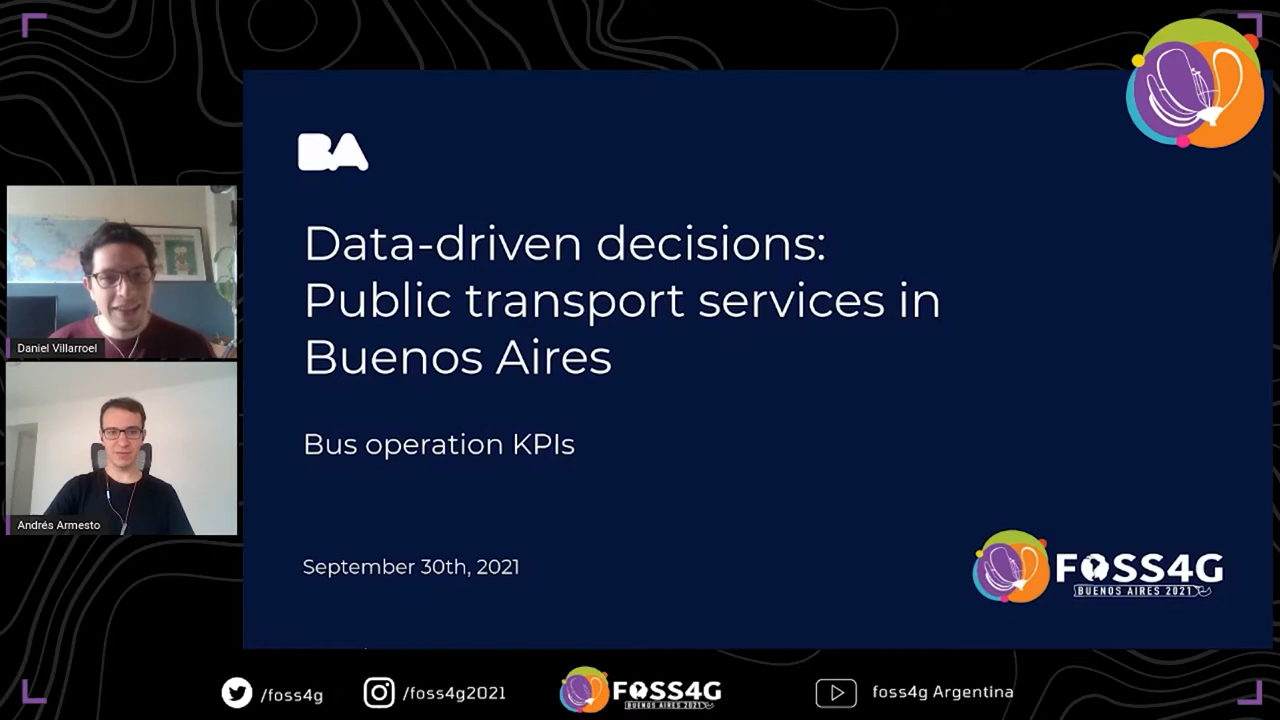 BA
Data-driven decisions:
Public transport services in
Buenos Aires
Bus operation KPIs
September 30th, 2021
FOSS4G
BUENOS AIRES 2021
Daniel Villarroel
Andrés Armesto
/foss4g
/foss4g2021
FOSS4G
BUENOS AIRES 2021
foss4g Argentina